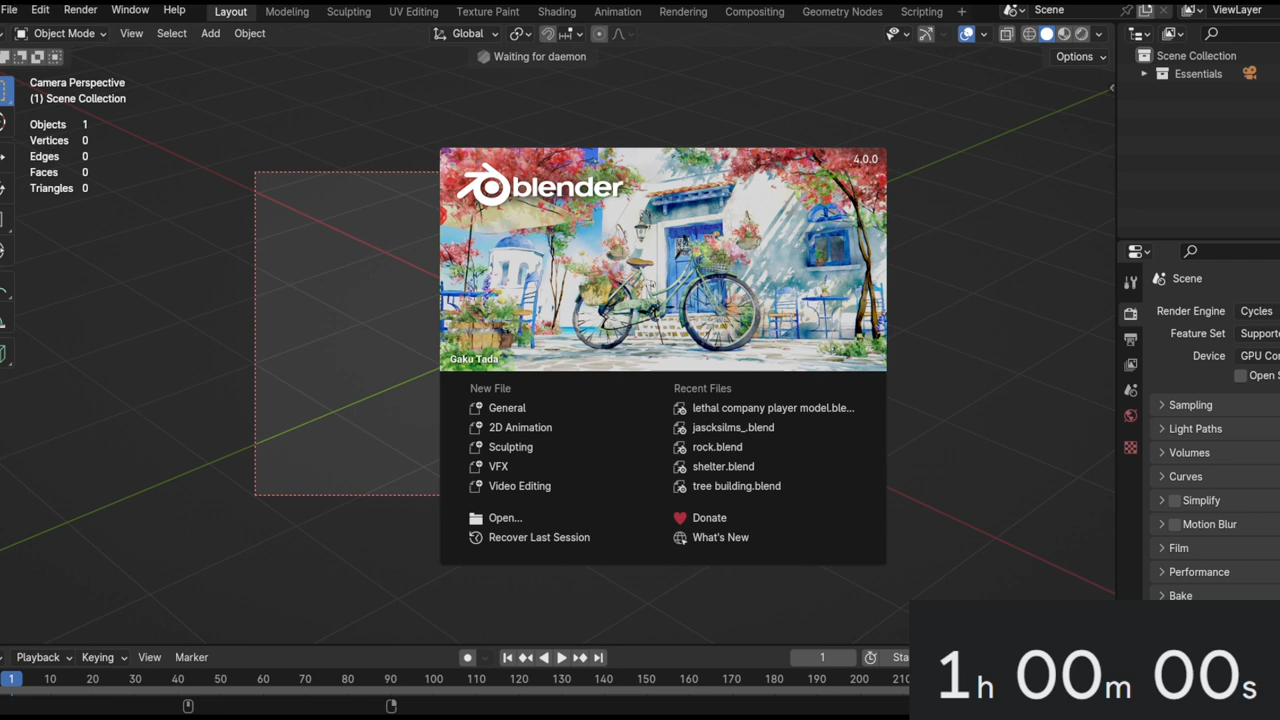 File Edit Render Window Help Layout Modeling Sculpting UV Editing Texture Paint Shading Animation Rendering Compositing Geometry Nodes Scripting + Scene ViewLayer
Object Mode View Select Add Object Global
Waiting for daemon Options
Camera Perspective
(1) Scene Collection
Objects 1
Vertices 0
Edges 0
Faces 0
Triangles 0
4.0.0
blender
Gaku Tada
New File Recent Files
General lethal company player model.ble...
2D Animation jascksilms_.blend
Sculpting rock.blend
VFX shelter.blend
Video Editing tree building.blend
Open... Donate
Recover Last Session What's New
Scene Collection
Essentials
Scene
Render Engine Cycles
Feature Set Supporte
Device GPU Co
Open S
Sampling
Light Paths
Volumes
Curves
Simplify
Motion Blur
Film
Performance
Bake
Playback Keying View Marker 1 Sta
1 10 20 30 40 50 60 70 80 90 100 110 120 130 140 150 160 170 180 190 200 210
1h 00m 00s